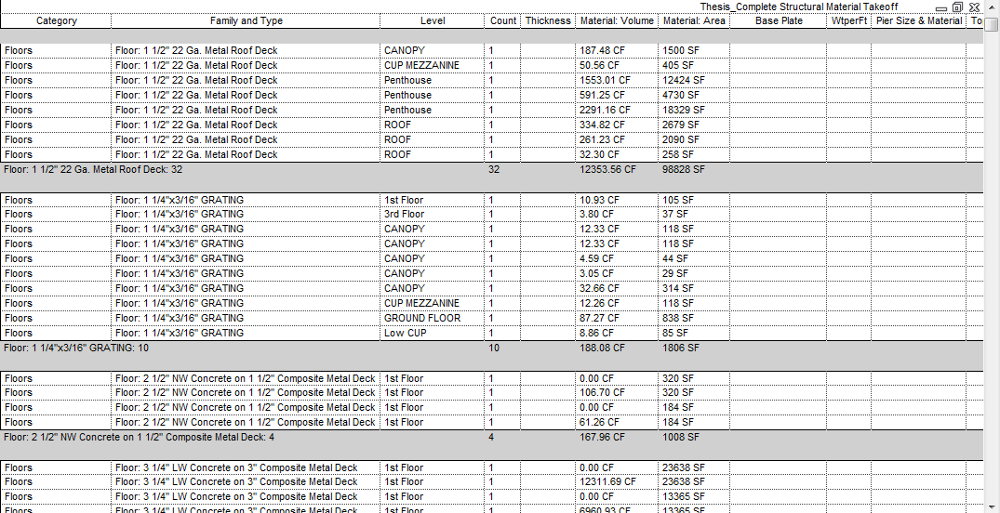 Thesis_Complete Structural Material Takeoff
Category Family and Type Level Count Thickness Material: Volume Material: Area Base Plate WtperFt Pier Size & Material To
Floors Floor: 1 1/2" 22 Ga. Metal Roof Deck CANOPY 1 187.48 CF 1500 SF
Floors Floor: 1 1/2" 22 Ga. Metal Roof Deck CUP MEZZANINE 1 50.56 CF 405 SF
Floors Floor: 1 1/2" 22 Ga. Metal Roof Deck Penthouse 1 1553.01 CF 12424 SF
Floors Floor: 1 1/2" 22 Ga. Metal Roof Deck Penthouse 1 591.25 CF 4730 SF
Floors Floor: 1 1/2" 22 Ga. Metal Roof Deck Penthouse 1 2291.16 CF 18329 SF
Floors Floor: 1 1/2" 22 Ga. Metal Roof Deck ROOF 1 334.82 CF 2679 SF
Floors Floor: 1 1/2" 22 Ga. Metal Roof Deck ROOF 1 261.23 CF 2090 SF
Floors Floor: 1 1/2" 22 Ga. Metal Roof Deck ROOF 1 32.30 CF 258 SF
Floor: 1 1/2" 22 Ga. Metal Roof Deck: 32 32 12353.56 CF 98828 SF
Floors Floor: 1 1/4"x3/16" GRATING 1st Floor 1 10.93 CF 105 SF
Floors Floor: 1 1/4"x3/16" GRATING 3rd Floor 1 3.80 CF 37 SF
Floors Floor: 1 1/4"x3/16" GRATING CANOPY 1 12.33 CF 118 SF
Floors Floor: 1 1/4"x3/16" GRATING CANOPY 1 12.33 CF 118 SF
Floors Floor: 1 1/4"x3/16" GRATING CANOPY 1 4.59 CF 44 SF
Floors Floor: 1 1/4"x3/16" GRATING CANOPY 1 3.05 CF 29 SF
Floors Floor: 1 1/4"x3/16" GRATING CANOPY 1 32.66 CF 314 SF
Floors Floor: 1 1/4"x3/16" GRATING CUP MEZZANINE 1 12.26 CF 118 SF
Floors Floor: 1 1/4"x3/16" GRATING GROUND FLOOR 1 87.27 CF 838 SF
Floors Floor: 1 1/4"x3/16" GRATING Low CUP 1 8.86 CF 85 SF
Floor: 1 1/4"x3/16" GRATING: 10 10 188.08 CF 1806 SF
Floors Floor: 2 1/2" NW Concrete on 1 1/2" Composite Metal Deck 1st Floor 1 0.00 CF 320 SF
Floors Floor: 2 1/2" NW Concrete on 1 1/2" Composite Metal Deck 1st Floor 1 106.70 CF 320 SF
Floors Floor: 2 1/2" NW Concrete on 1 1/2" Composite Metal Deck 1st Floor 1 0.00 CF 184 SF
Floors Floor: 2 1/2" NW Concrete on 1 1/2" Composite Metal Deck 1st Floor 1 61.26 CF 184 SF
Floor: 2 1/2" NW Concrete on 1 1/2" Composite Metal Deck: 4 4 167.96 CF 1008 SF
Floors Floor: 3 1/4" LW Concrete on 3" Composite Metal Deck 1st Floor 1 0.00 CF 23638 SF
Floors Floor: 3 1/4" LW Concrete on 3" Composite Metal Deck 1st Floor 1 12311.69 CF 23638 SF
Floors Floor: 3 1/4" LW Concrete on 3" Composite Metal Deck 1st Floor 1 0.00 CF 13365 SF
Floors Floor: 3 1/4" LW Concrete on 3" Composite Metal Deck 1st Floor 1 6960.93 CF 13365 SF